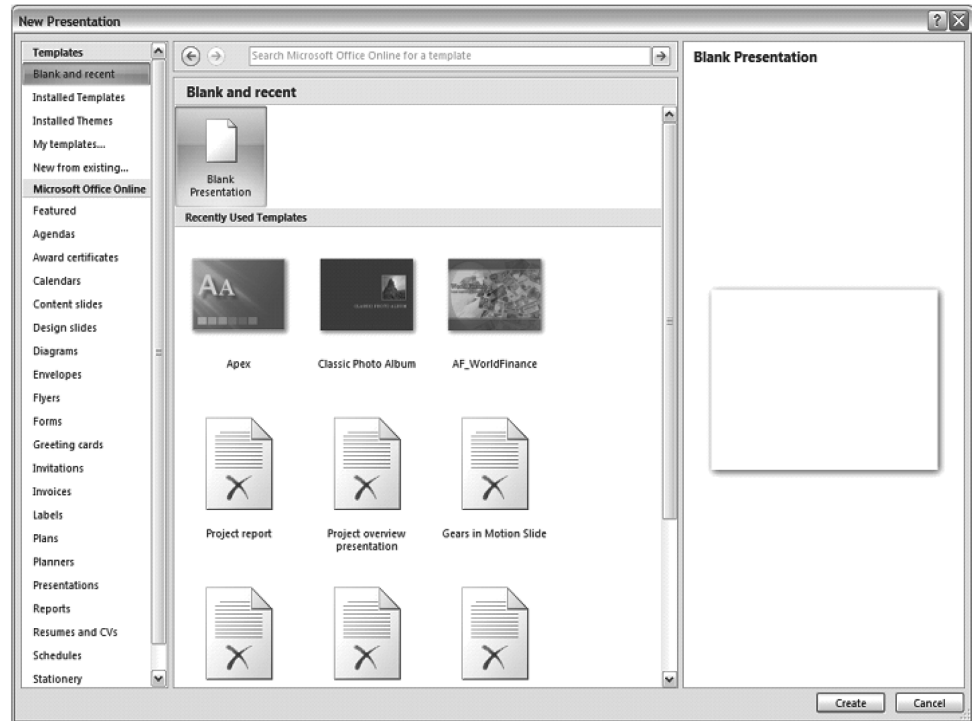 New Presentation
Templates
Blank and recent
Installed Templates
Installed Themes
My templates...
New from existing...
Microsoft Office Online
Featured
Agendas
Award certificates
Calendars
Content slides
Design slides
Diagrams
Envelopes
Flyers
Forms
Greeting cards
Invitations
Invoices
Labels
Plans
Planners
Presentations
Reports
Resumes and CVs
Schedules
Stationery
Search Microsoft Office Online for a template
Blank and recent
Blank
Presentation
Recently Used Templates
AA
CLASSIC PHOTO ALBUM
Apex
Classic Photo Album
AF_WorldFinance
Project report
Project overview
presentation
Gears in Motion Slide
Blank Presentation
Create
Cancel